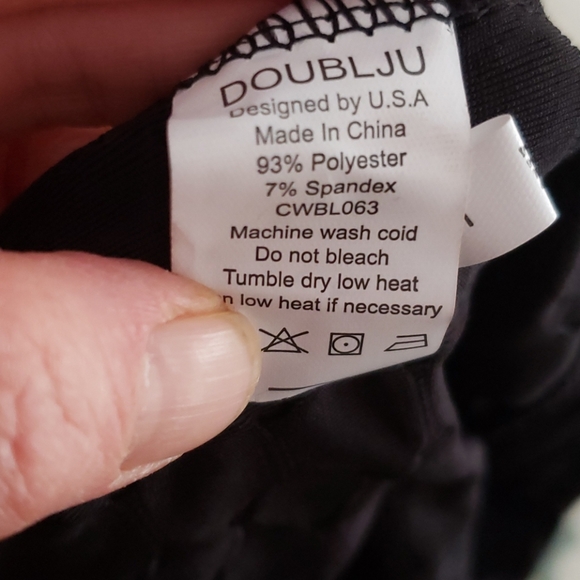 DOUBLJU
Designed by U.S.A
Made In China
93% Polyester
7% Spandex
CWBL063
Machine wash cold
Do not bleach
Tumble dry low heat
n low heat if necessary